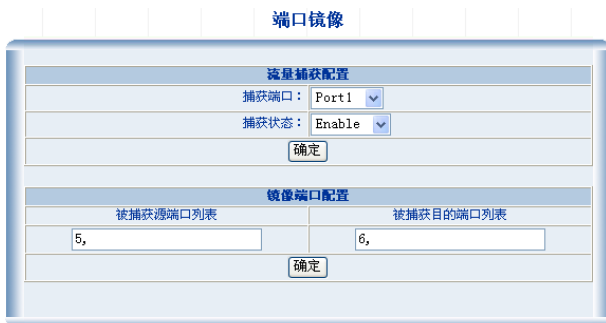 端口镜像
流量捕获配置
捕获端口： Port1
捕获状态： Enable
确定
镜像端口配置
被捕获源端口列表 被捕获目的端口列表
5, 6,
确定